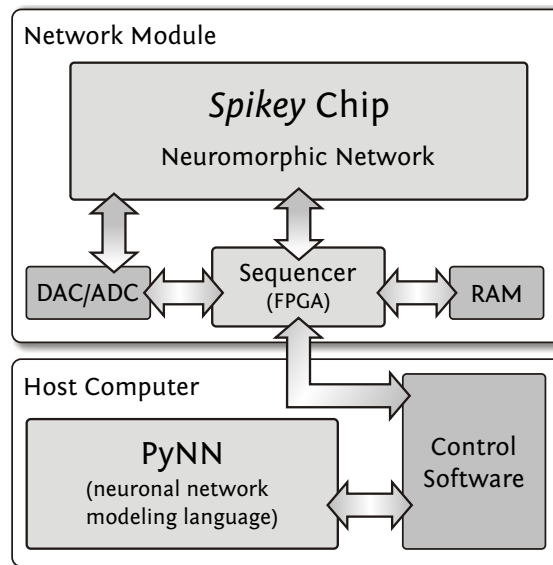 Network Module
Spikey Chip
Neuromorphic Network
DAC/ADC
Sequencer
(FPGA)
RAM
Host Computer
PyNN
(neuronal network
modeling language)
Control
Software